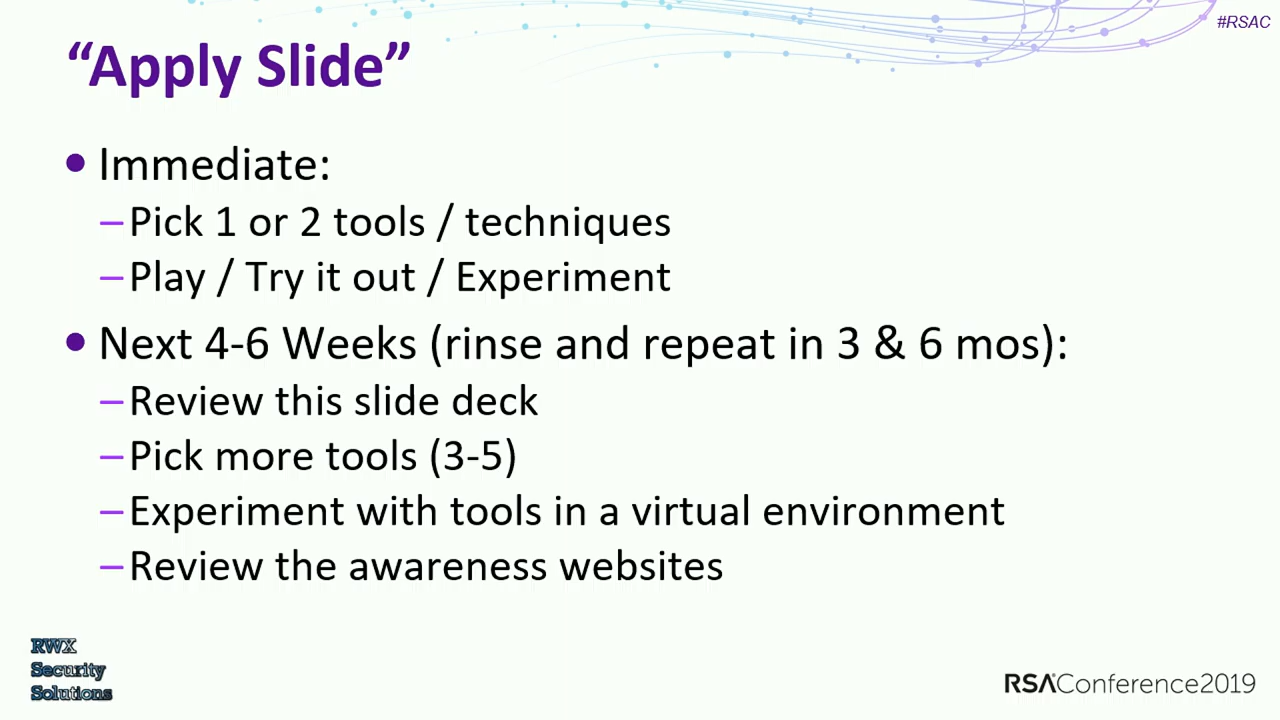 #RSAC
“Apply Slide”
• Immediate:
–Pick 1 or 2 tools / techniques
–Play / Try it out / Experiment
• Next 4-6 Weeks (rinse and repeat in 3 & 6 mos):
–Review this slide deck
–Pick more tools (3-5)
–Experiment with tools in a virtual environment
–Review the awareness websites
RWX
Security
Solutions
RSAConference2019